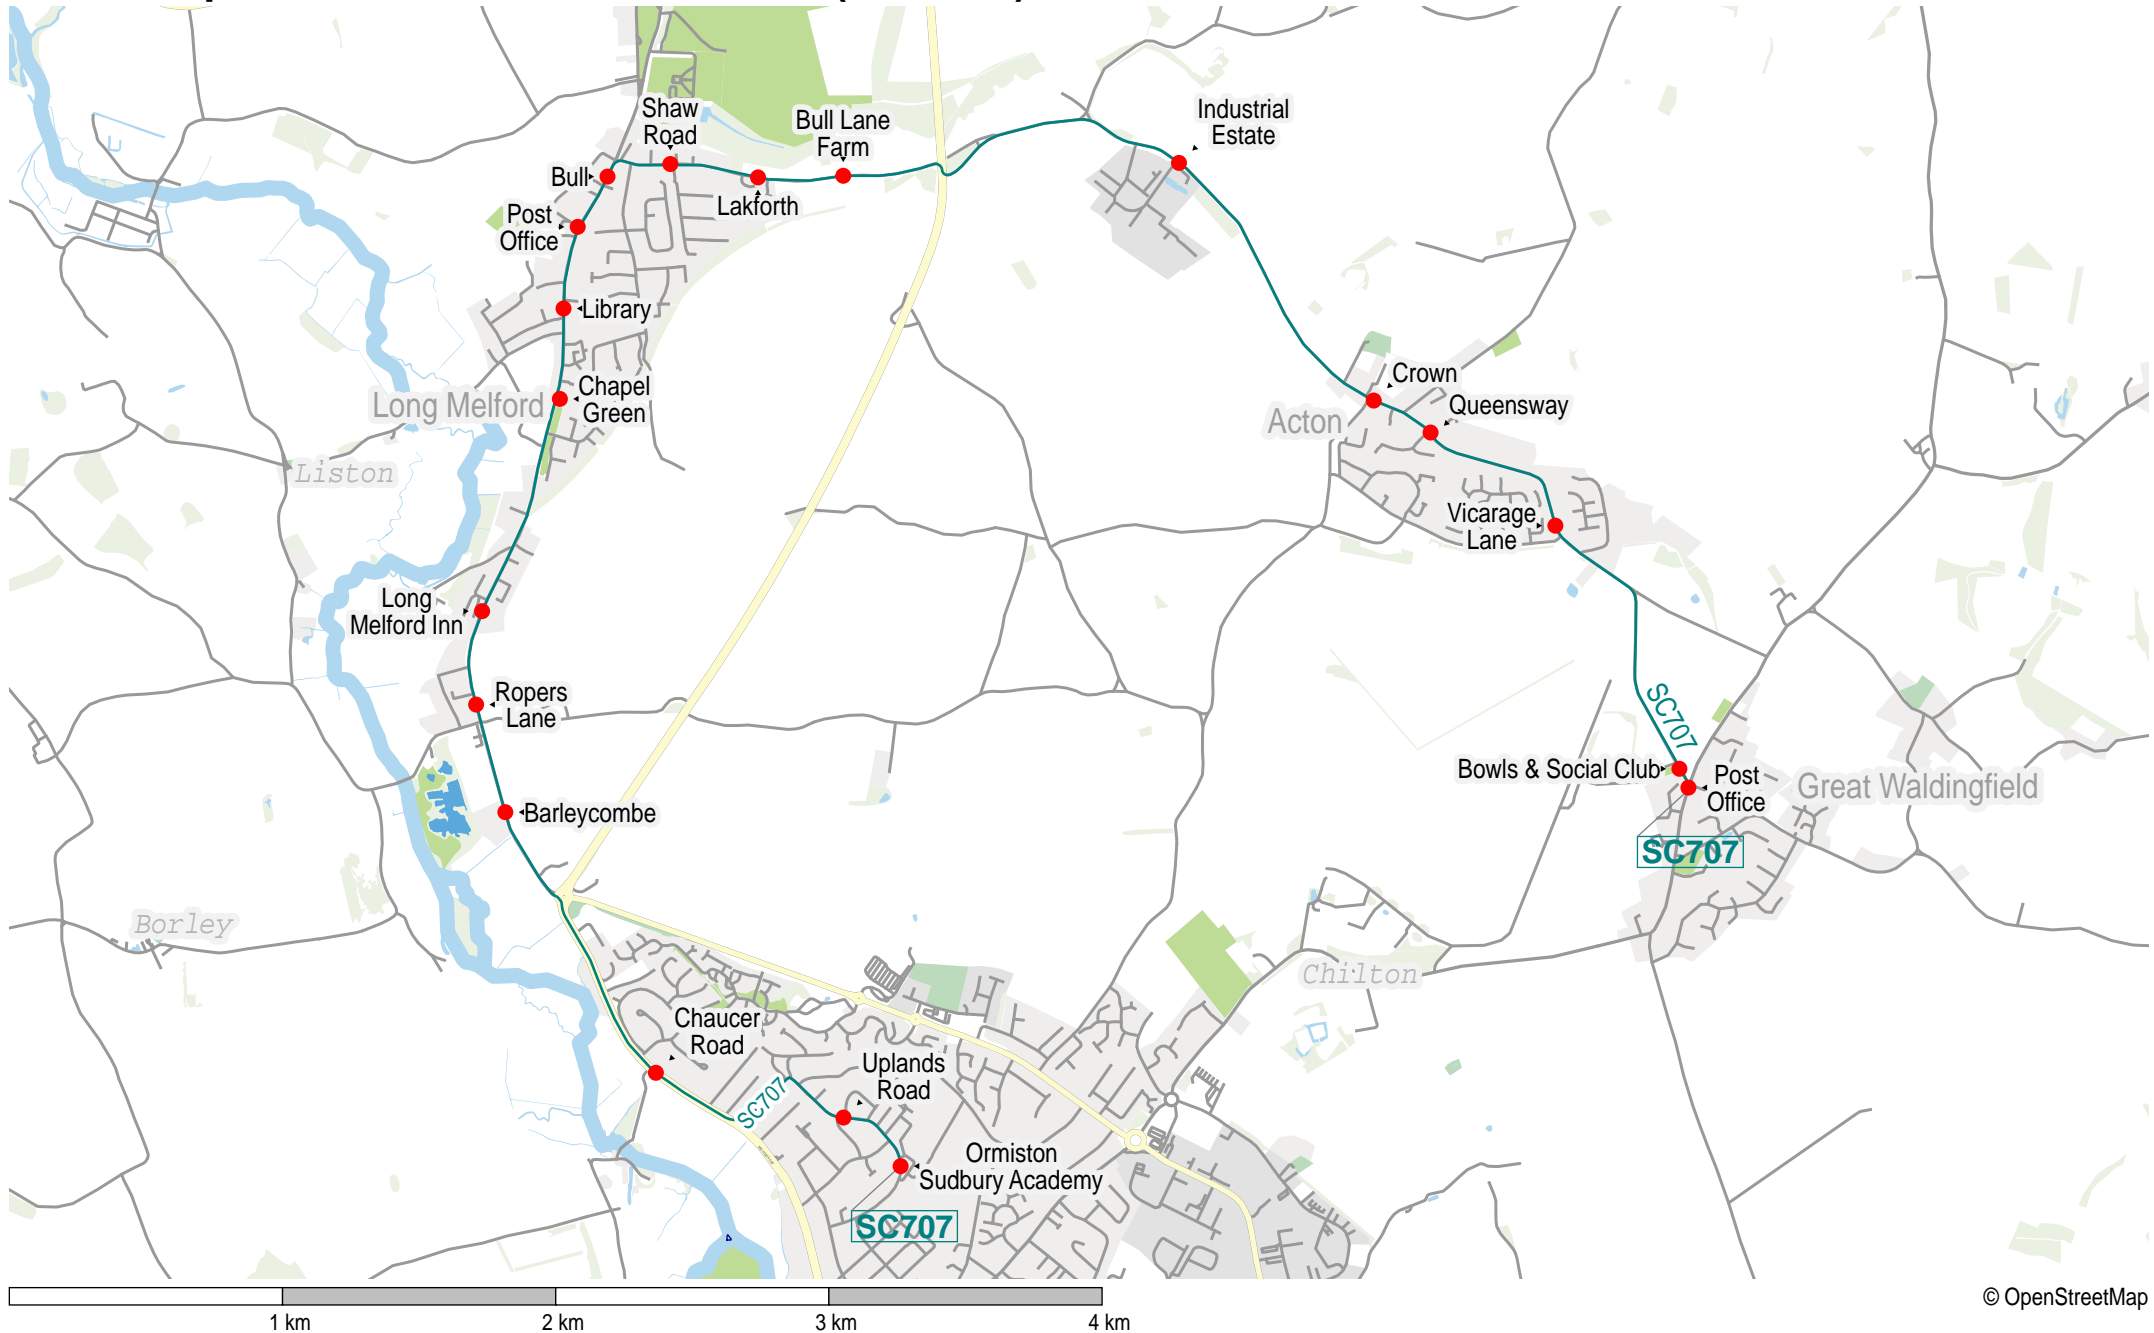 Shaw
Road
Bull Lane
Farm
Industrial
Estate
Bull
Lakforth
Post
Office
Library
Crown
Chapel
Green
Long Melford
Queensway
Acton
Liston
Vicarage
Lane
Long
Melford Inn
Ropers
Lane
SC707
Bowls & Social Club
Post
Office
Great Waldingfield
Barleycombe
SC707
Borley
Chilton
Chaucer
Road
Uplands
Road
SC707
Ormiston
Sudbury Academy
SC707
1 km
2 km
3 km
4 km
© OpenStreetMap